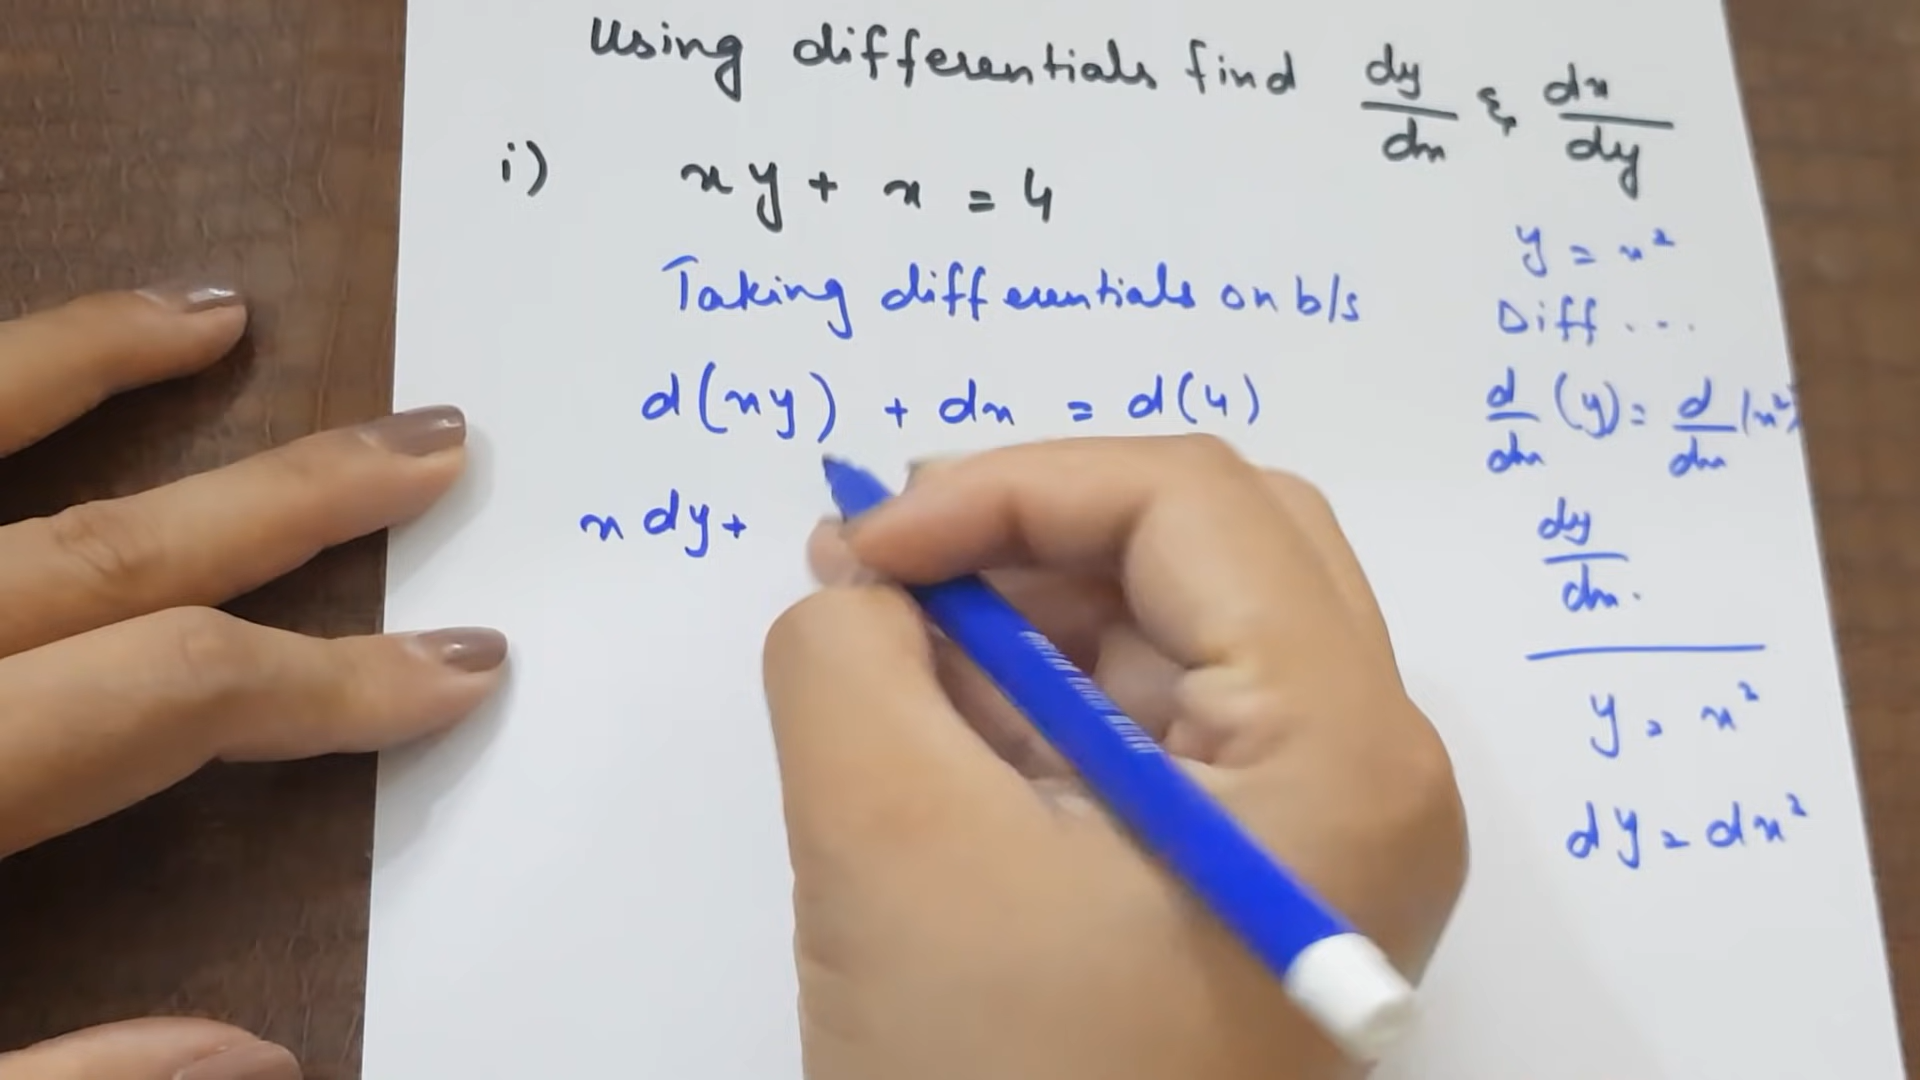 Using differentials find dy/dx & dx/dy
i) xy + x = 4
Taking differentials on b/s
d(xy) + dx = d(4)
x dy +
y = x²
Diff ...
d/dx (y) = d/dx (x²)
dy/dx.
y = x²
dy = dx²